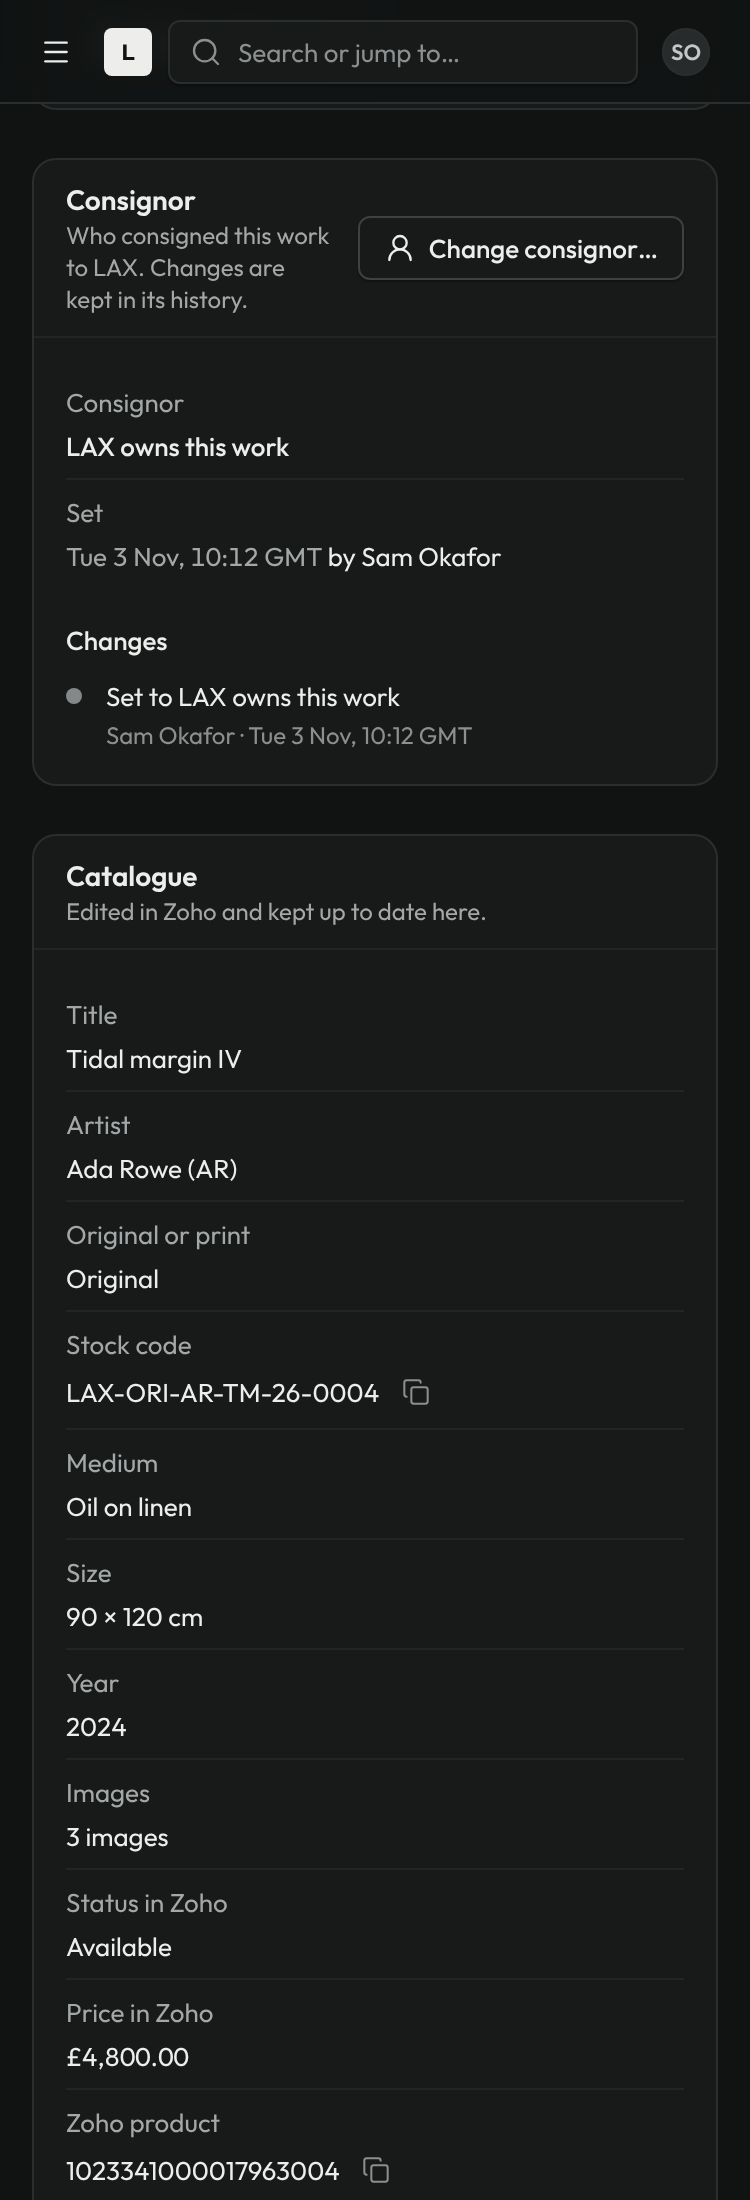 L
Search or jump to...
SO
Consignor
Who consigned this work
to LAX. Changes are
kept in its history.
Change consignor...
Consignor
LAX owns this work
Set
Tue 3 Nov, 10:12 GMT by Sam Okafor
Changes
Set to LAX owns this work
Sam Okafor · Tue 3 Nov, 10:12 GMT
Catalogue
Edited in Zoho and kept up to date here.
Title
Tidal margin IV
Artist
Ada Rowe (AR)
Original or print
Original
Stock code
LAX-ORI-AR-TM-26-0004
Medium
Oil on linen
Size
90 × 120 cm
Year
2024
Images
3 images
Status in Zoho
Available
Price in Zoho
£4,800.00
Zoho product
1023341000017963004